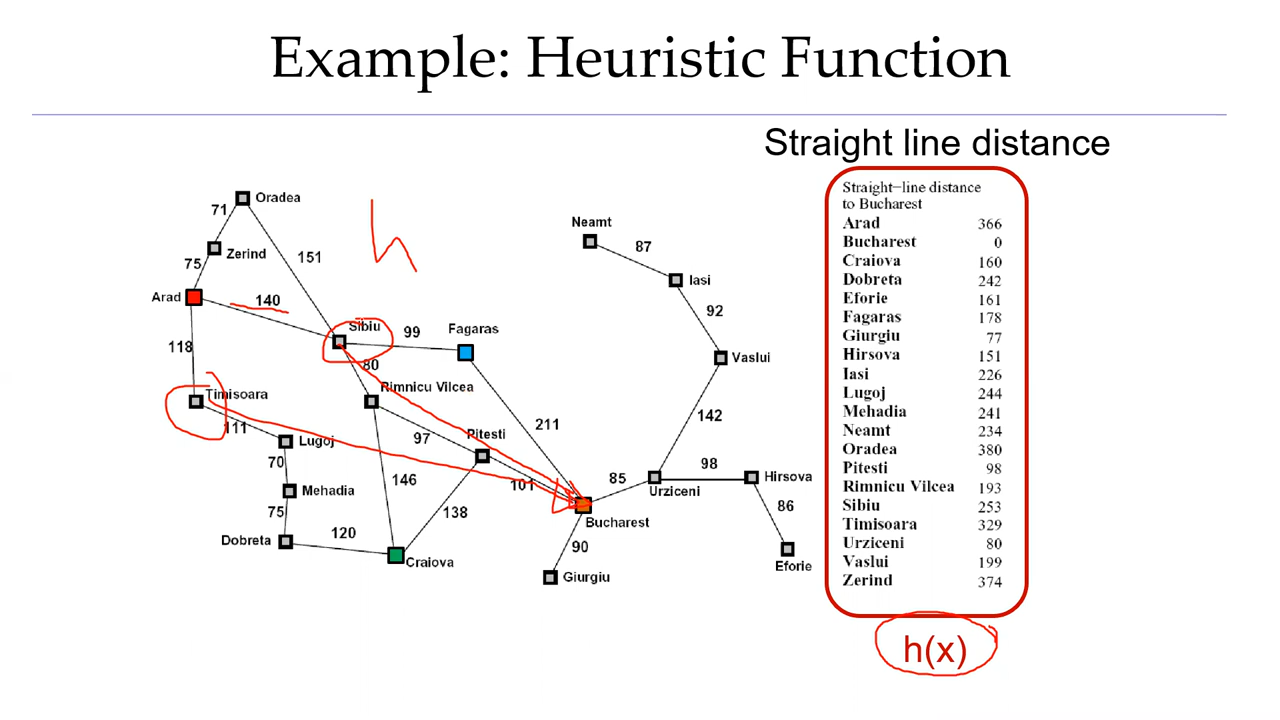 Example: Heuristic Function
Straight line distance
Oradea
71
Zerind
151
75
Arad
140
118
Sibiu
99
Fagaras
80
Timisoara
111
Rimnicu Vilcea
Lugoj
70
97
Pitesti
211
Mehadia
146
101
75
138
Dobreta
120
Craiova
Bucharest
90
Giurgiu
85
Neamt
87
Iasi
92
Vaslui
142
Urziceni
98
Hirsova
86
Eforie
h
Straight–line distance
to Bucharest
Arad 366
Bucharest 0
Craiova 160
Dobreta 242
Eforie 161
Fagaras 178
Giurgiu 77
Hirsova 151
Iasi 226
Lugoj 244
Mehadia 241
Neamt 234
Oradea 380
Pitesti 98
Rimnicu Vilcea 193
Sibiu 253
Timisoara 329
Urziceni 80
Vaslui 199
Zerind 374
h(x)